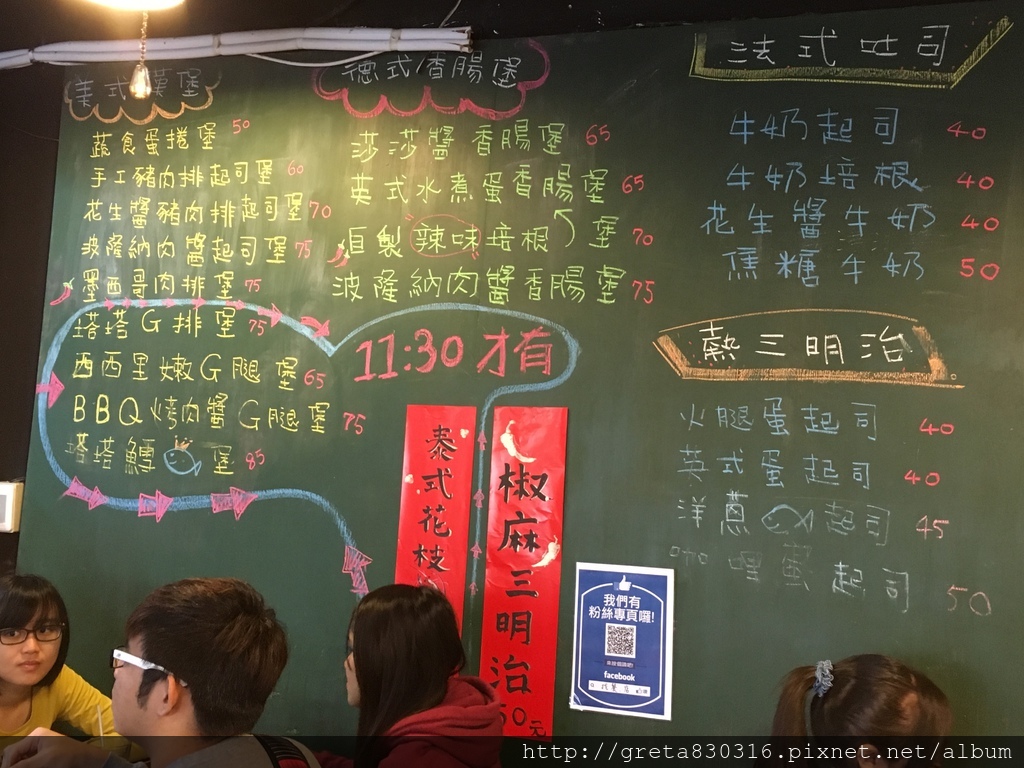 美式漢堡
蔬食蛋捲堡 50
手工豬肉排起司堡 60
花生醬豬肉排起司堡 70
波隆納肉醬起司堡 75
墨西哥肉排堡 75
塔塔G排堡 75
西西里嫩G腿堡 65
BBQ烤肉醬G腿堡 75
塔塔鱈堡 85
德式香腸堡
莎莎醬香腸堡 65
英式水煮蛋香腸堡 65
自製辣味培根堡 70
波隆納肉醬香腸堡 75
11:30才有
泰式花枝
椒麻三明治50元
法式吐司
牛奶起司 40
牛奶培根 40
花生醬牛奶 40
焦糖牛奶 50
熱三明治
火腿蛋起司 40
英式蛋起司 40
洋蔥起司 45
咖哩蛋起司 50
我們有
粉絲專頁囉!
facebook
http://greta830316.pixnet.net/album